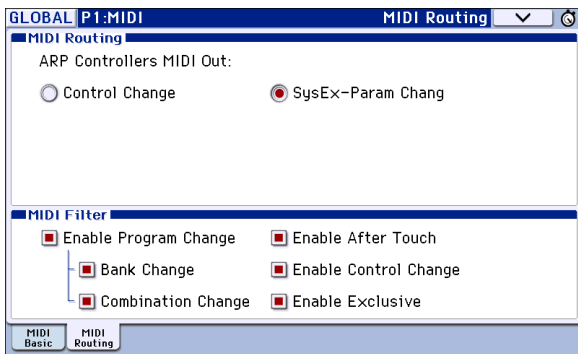 GLOBAL P1:MIDI MIDI Routing
MIDI Routing
ARP Controllers MIDI Out:
Control Change SysEx-Param Chang
MIDI Filter
Enable Program Change Enable After Touch
Bank Change Enable Control Change
Combination Change Enable Exclusive
MIDI Basic MIDI Routing